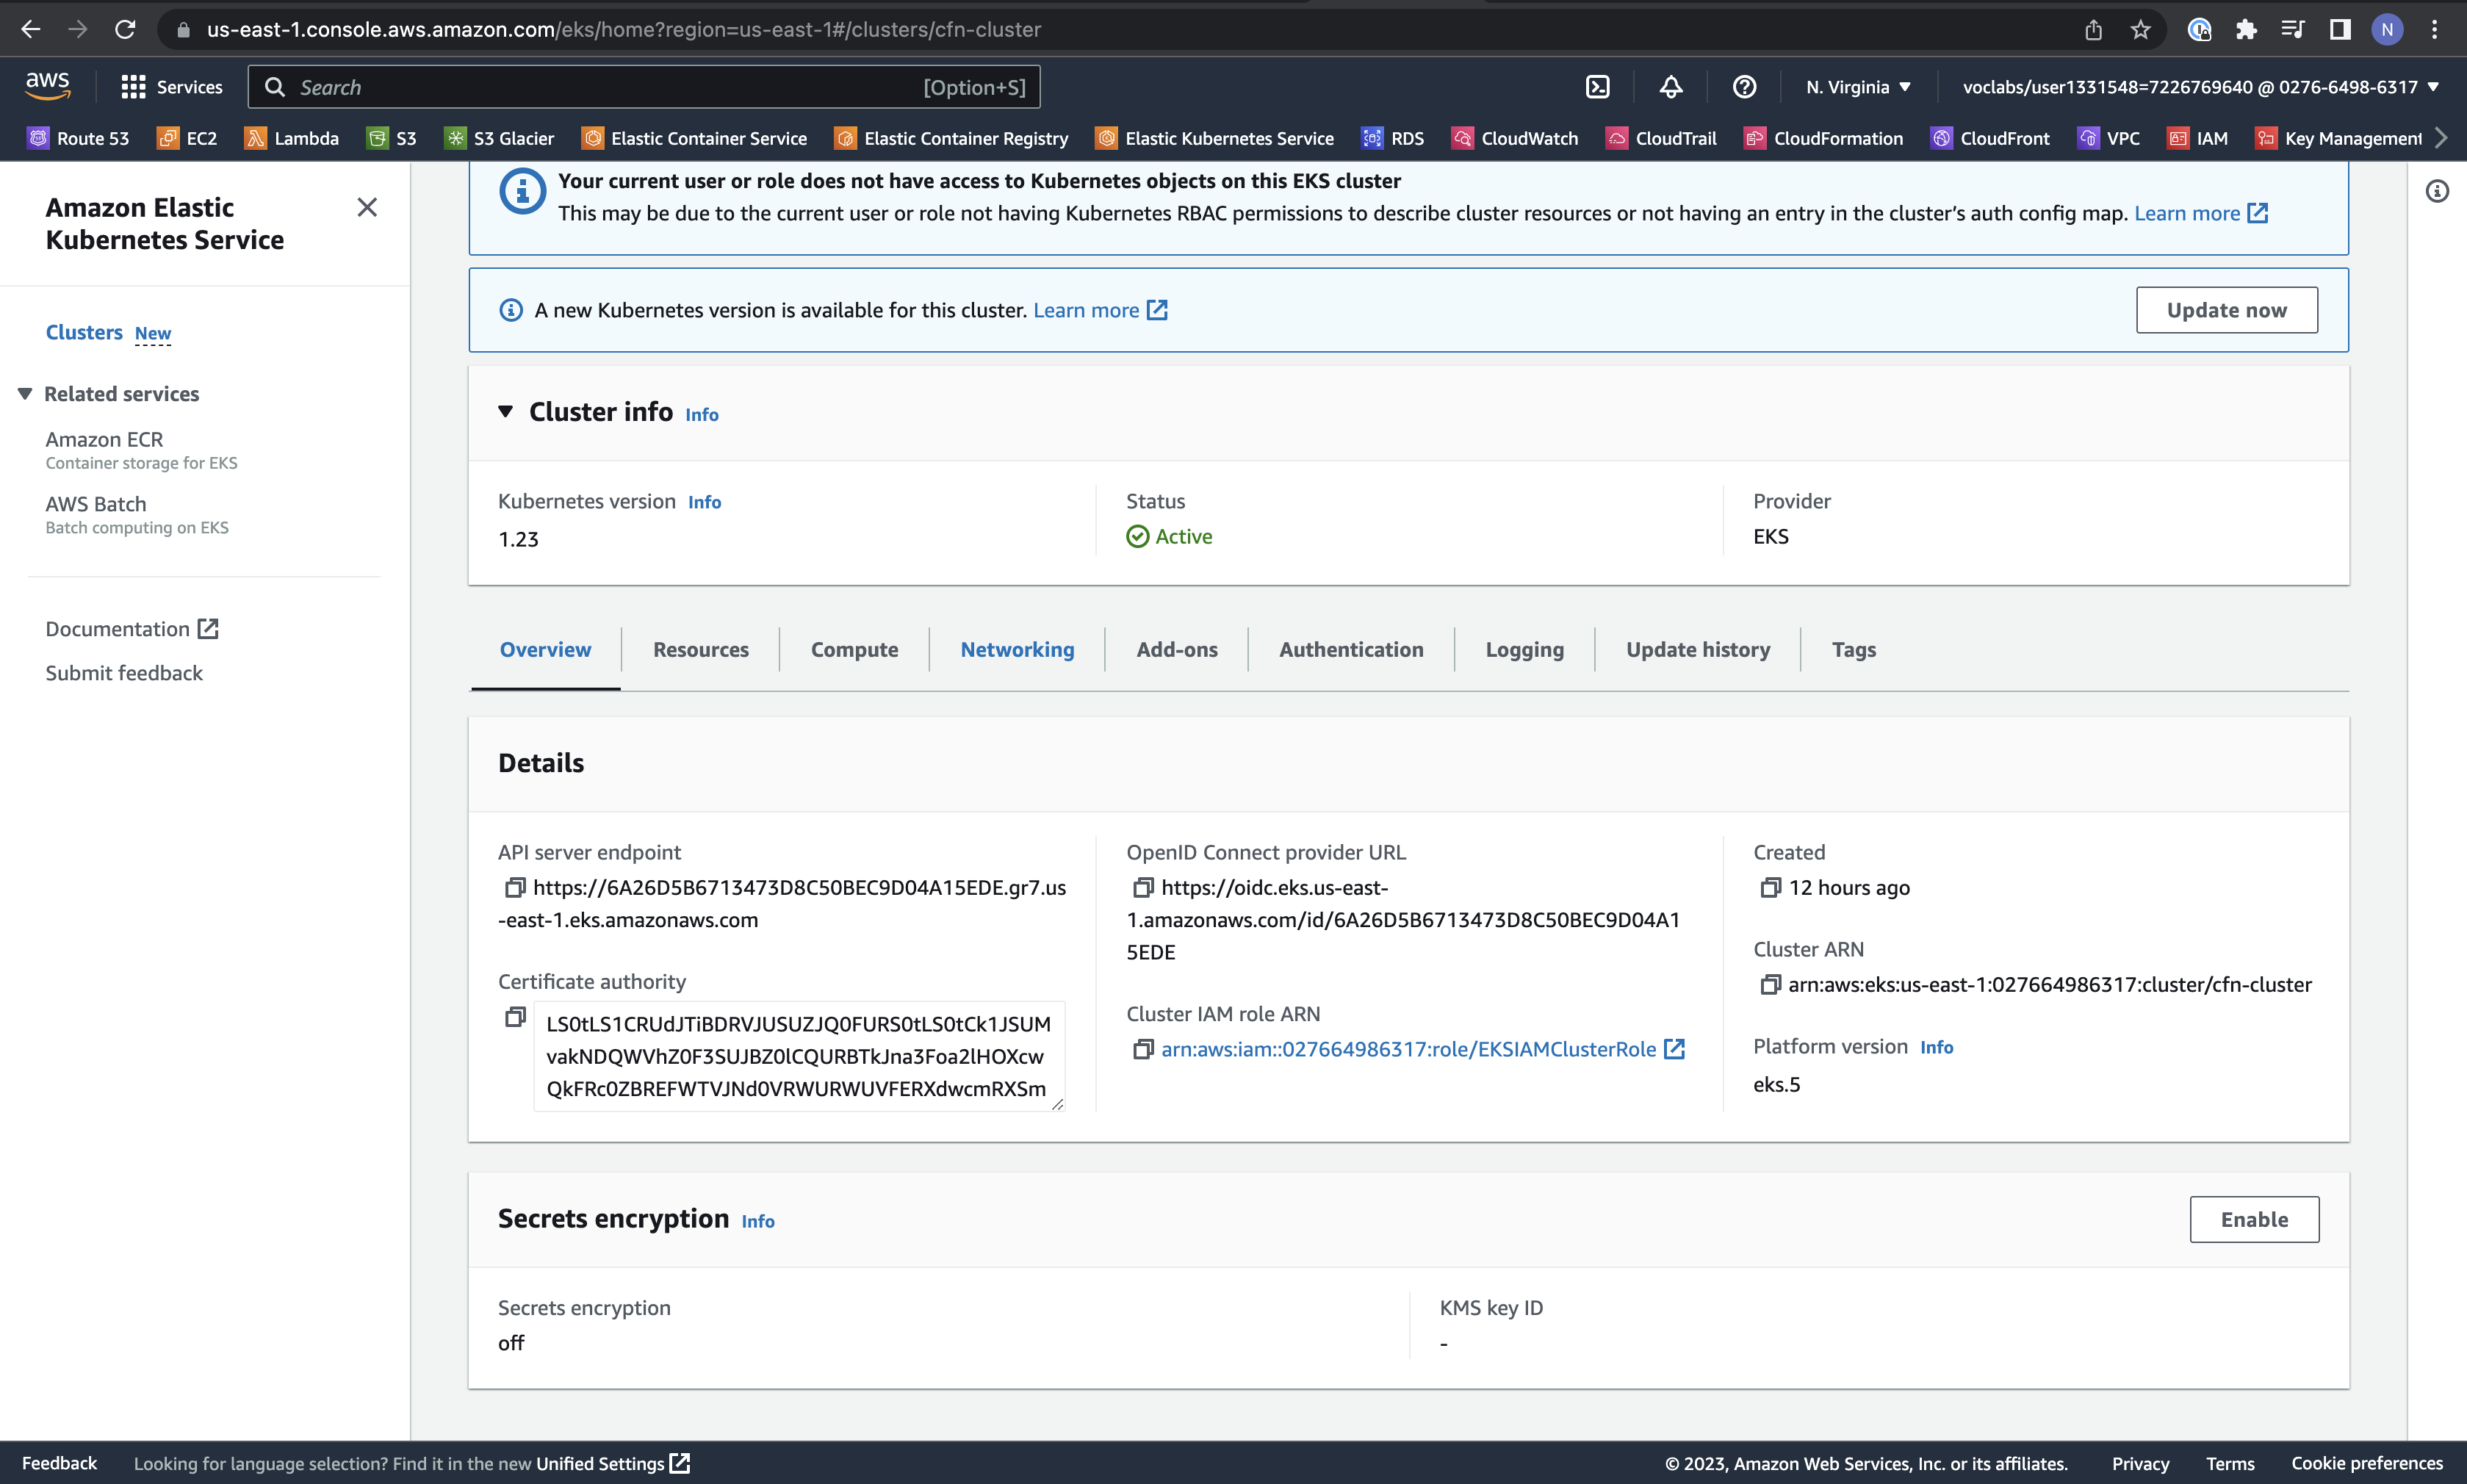 us-east-1.console.aws.amazon.com/eks/home?region=us-east-1#/clusters/cfn-cluster
N
aws
Services
Search
[Option+S]
N. Virginia
voclabs/user1331548=7226769640 @ 0276-6498-6317
Route 53
EC2
Lambda
S3
S3 Glacier
Elastic Container Service
Elastic Container Registry
Elastic Kubernetes Service
RDS
CloudWatch
CloudTrail
CloudFormation
CloudFront
VPC
IAM
Key Management
Amazon Elastic
Kubernetes Service
Clusters New
Related services
Amazon ECR
Container storage for EKS
AWS Batch
Batch computing on EKS
Documentation
Submit feedback
Your current user or role does not have access to Kubernetes objects on this EKS cluster
This may be due to the current user or role not having Kubernetes RBAC permissions to describe cluster resources or not having an entry in the cluster's auth config map. Learn more
A new Kubernetes version is available for this cluster. Learn more
Update now
Cluster info Info
Kubernetes version Info
1.23
Status
Active
Provider
EKS
Overview
Resources
Compute
Networking
Add-ons
Authentication
Logging
Update history
Tags
Details
API server endpoint
https://6A26D5B6713473D8C50BEC9D04A15EDE.gr7.us
-east-1.eks.amazonaws.com
Certificate authority
LS0tLS1CRUdJTiBDRVJUSUZJQ0FURS0tLS0tCk1JSUM
vakNDQWVhZ0F3SUJBZ0lCQURBTkJna3Foa2lHOXcw
QkFRc0ZBREFWTVJNd0VRWURWUVFERXdwcmRXSm
OpenID Connect provider URL
https://oidc.eks.us-east-
1.amazonaws.com/id/6A26D5B6713473D8C50BEC9D04A1
5EDE
Cluster IAM role ARN
arn:aws:iam::027664986317:role/EKSIAMClusterRole
Created
12 hours ago
Cluster ARN
arn:aws:eks:us-east-1:027664986317:cluster/cfn-cluster
Platform version Info
eks.5
Secrets encryption Info
Enable
Secrets encryption
off
KMS key ID
-
Feedback
Looking for language selection? Find it in the new Unified Settings
© 2023, Amazon Web Services, Inc. or its affiliates.
Privacy
Terms
Cookie preferences